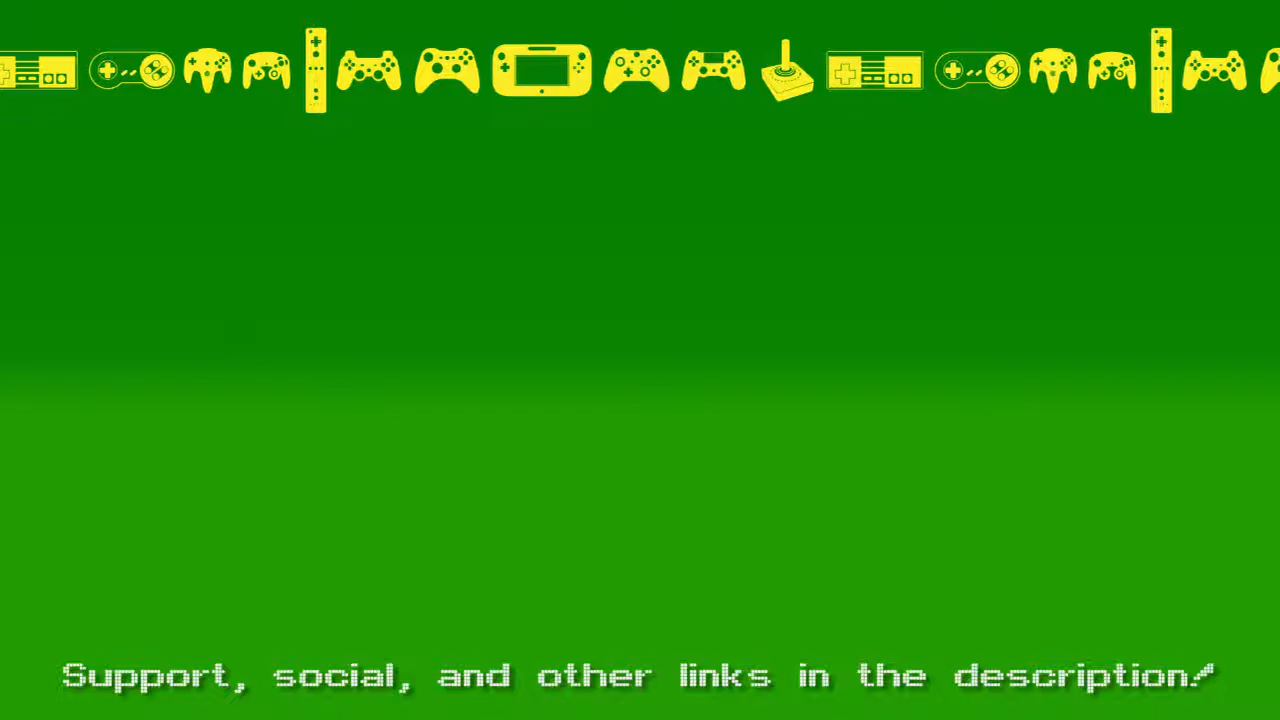 Support, social, and other links in the description!